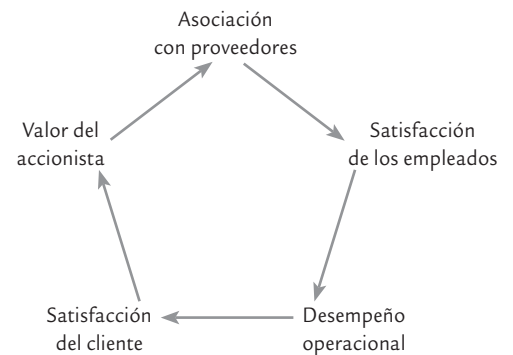 Asociación
con proveedores
Valor del
accionista
Satisfacción
de los empleados
Satisfacción
del cliente
Desempeño
operacional